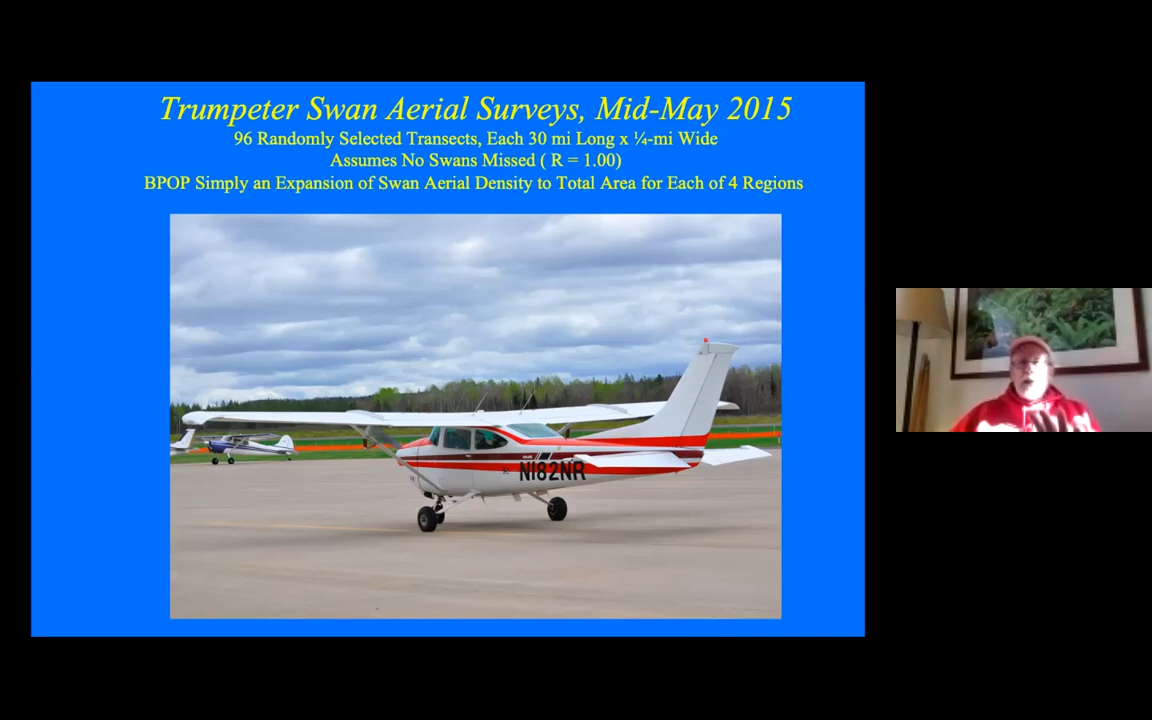 Trumpeter Swan Aerial Surveys, Mid-May 2015
96 Randomly Selected Transects, Each 30 mi Long x ¼-mi Wide
Assumes No Swans Missed ( R = 1.00)
BPOP Simply an Expansion of Swan Aerial Density to Total Area for Each of 4 Regions
N182NR